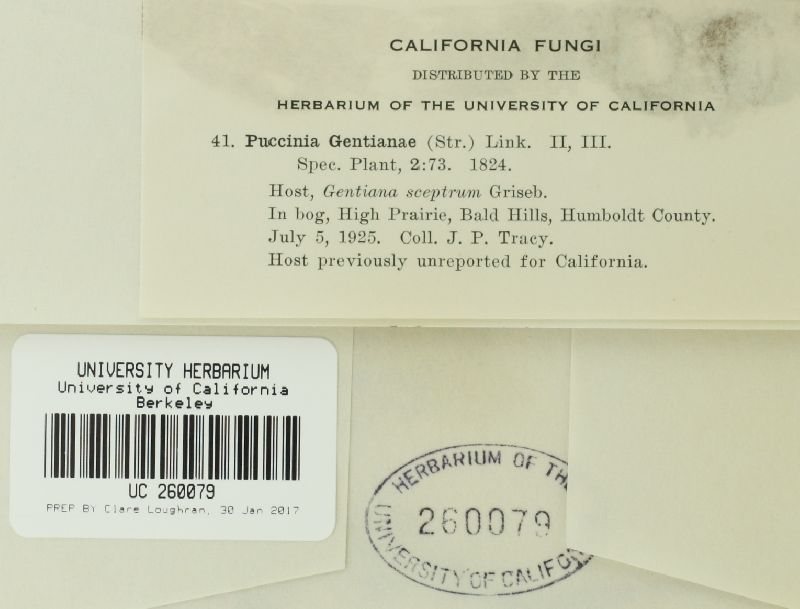 CALIFORNIA FUNGI
DISTRIBUTED BY THE
HERBARIUM OF THE UNIVERSITY OF CALIFORNIA
41. Puccinia Gentianae (Str.) Link. II, III.
Spec. Plant, 2:73. 1824.
Host, Gentiana sceptrum Griseb.
In bog, High Prairie, Bald Hills, Humboldt County.
July 5, 1925. Coll. J. P. Tracy.
Host previously unreported for California.
UNIVERSITY HERBARIUM
University of California
Berkeley
UC 260079
PREP BY Clare Loughran, 30 Jan 2017
HERBARIUM OF THE
260079
UNIVERSITY OF CALIFO